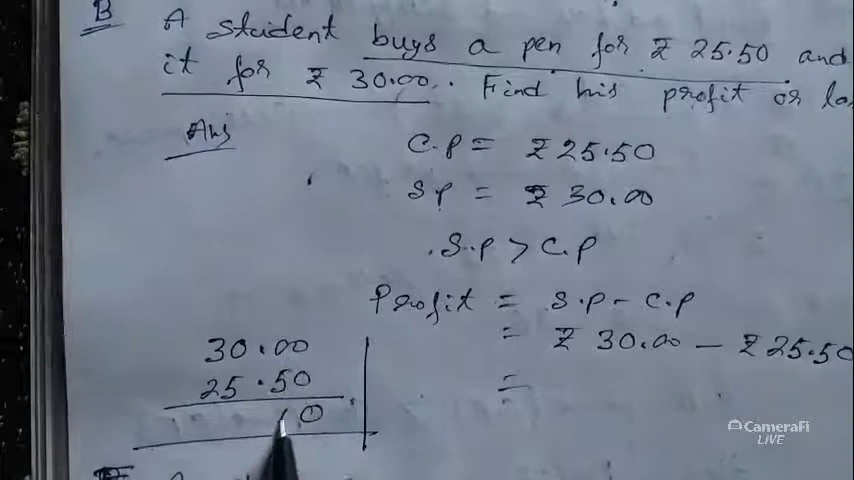 B A student buys a pen for ₹ 25.50 and
it for ₹ 30.00. Find his profit or
Ans
C.P = ₹ 25.50
S.P = ₹ 30.00
S.P > C.P
Profit = S.P - C.P
= ₹ 30.00 - ₹ 25.50
=
30.00
25.50
0
CameraFi
LIVE